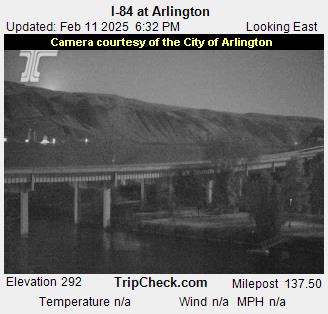 I-84 at Arlington
Updated: Feb 11 2025  6:32 PM Looking East
Camera courtesy of the City of Arlington
Elevation 292 TripCheck.com Milepost 137.50
Temperature n/a Wind n/a MPH n/a